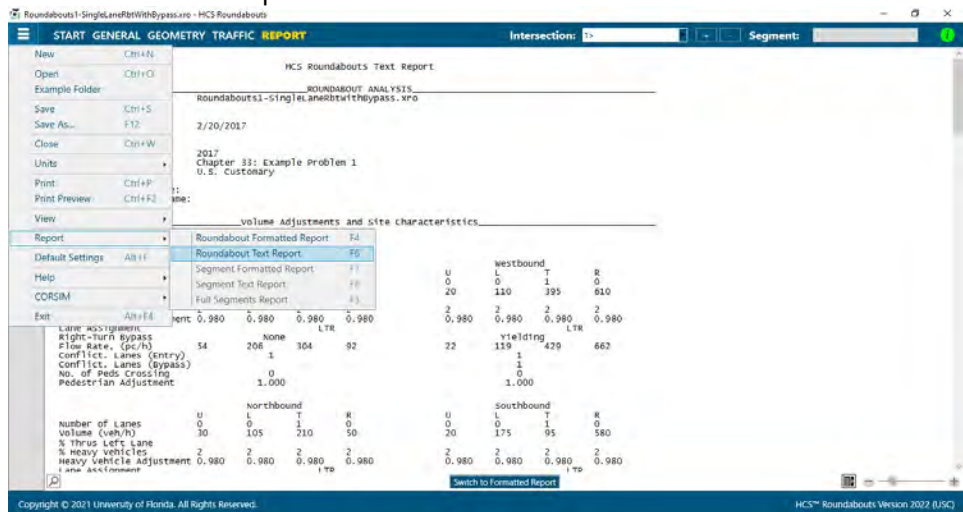 Roundabouts1-SingleLaneRbtWithBypass.xro - HCS Roundabouts
START GENERAL GEOMETRY TRAFFIC REPORT Intersection: 1> Segment:
New Ctrl+N
Open Ctrl+O
Example Folder
Save Ctrl+S
Save As... F12
Close Ctrl+W
Units
Print Ctrl+P
Print Preview Ctrl+F2
View
Report
Default Settings Alt+F
Help
CORSIM
Exit Alt+F4
Roundabout Formatted Report F4
Roundabout Text Report F6
Segment Formatted Report F7
Segment Text Report F8
Full Segments Report
HCS Roundabouts Text Report
ROUNDABOUT ANALYSIS
Roundabouts1-SingleLaneRbtWithBypass.xro
2/20/2017
2017
Chapter 33: Example Problem 1
U.S. Customary
ame:
Volume Adjustments and Site Characteristics
Westbound
U L T R
0 0 1 0
20 110 395 610
2 2 2 2
ent 0.980 0.980 0.980 0.980 0.980 0.980 0.980 0.980
Lane Assignment LTR LTR
Right-Turn Bypass None Yielding
Flow Rate, (pc/h) 54 206 304 92 22 119 429 662
Conflict. Lanes (Entry) 1 1
Conflict. Lanes (Bypass) 1
No. of Peds Crossing 0 0
Pedestrian Adjustment 1.000 1.000
Northbound Southbound
U L T R U L T R
Number of Lanes 0 0 1 0 0 0 1 0
Volume (veh/h) 30 105 210 50 20 175 95 580
% Thrus Left Lane
% Heavy Vehicles 2 2 2 2 2 2 2 2
Heavy Vehicle Adjustment 0.980 0.980 0.980 0.980 0.980 0.980 0.980 0.980
Lane Assignment LTR LTR
Switch to Formatted Report
Copyright © 2021 University of Florida. All Rights Reserved. HCS™ Roundabouts Version 2022 (USC)